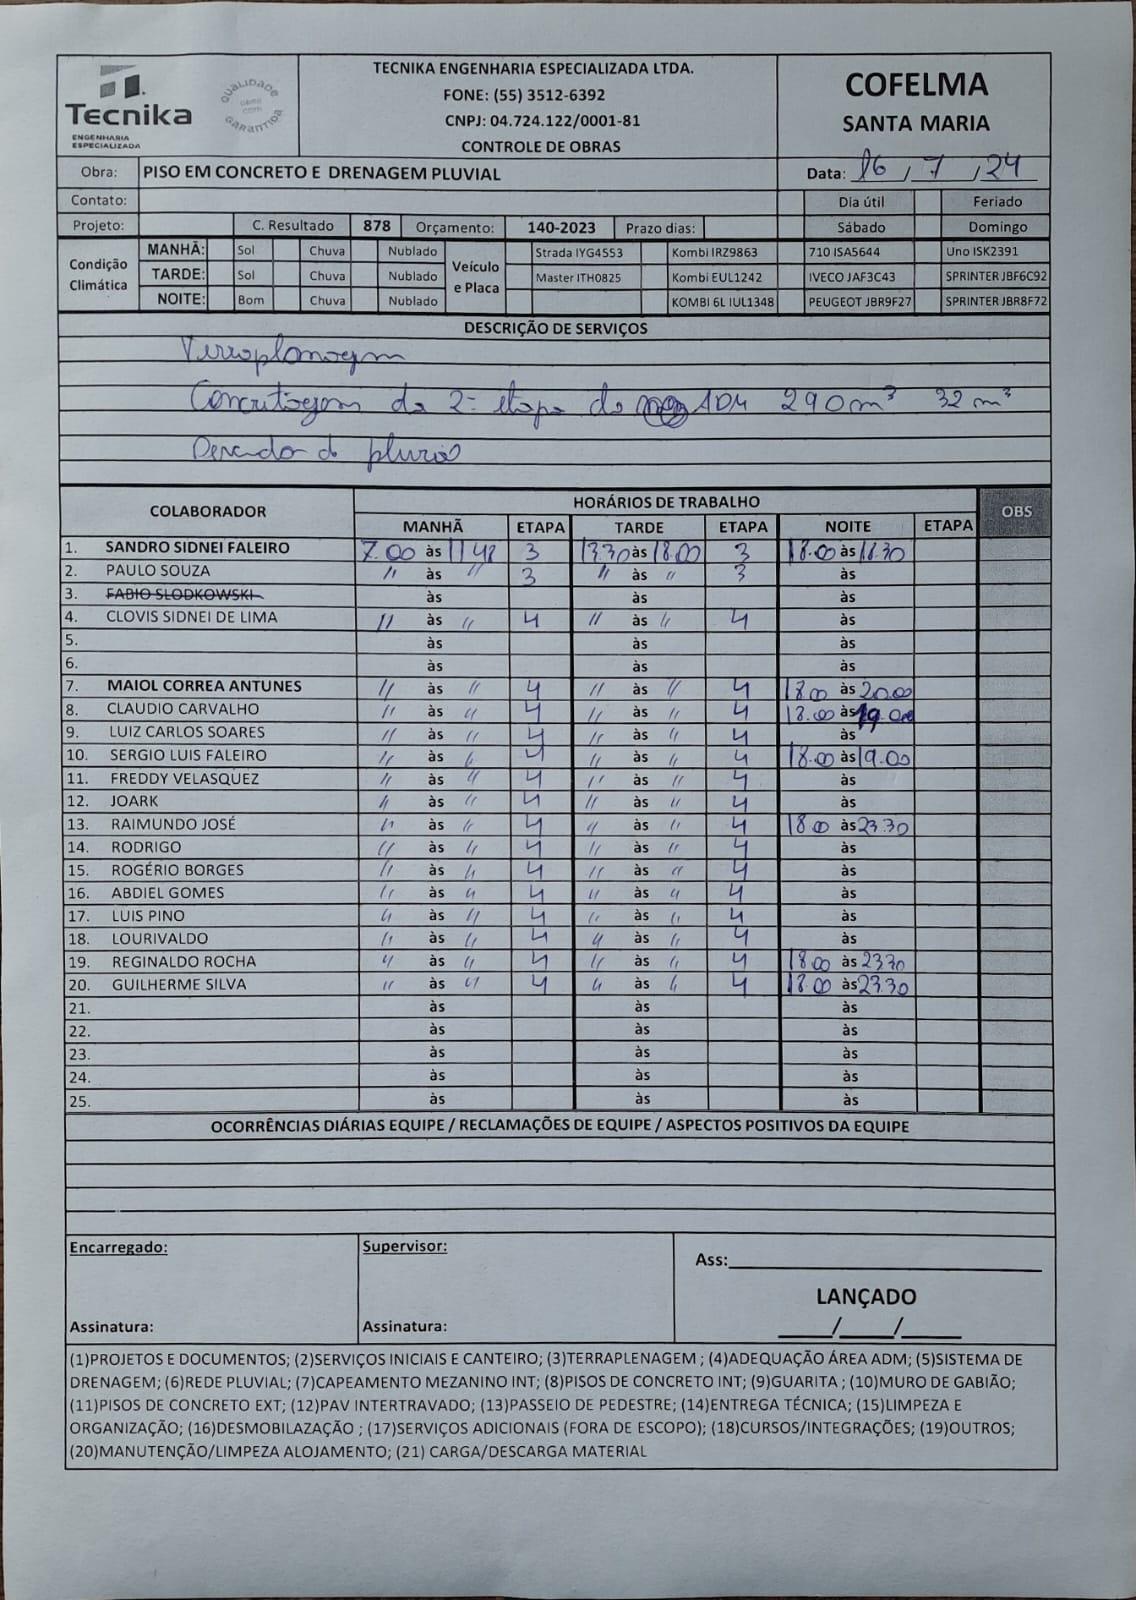 Tecnika
ENGENHARIA
ESPECIALIZADA
QUALIDADE
GARANTIDA
TECNIKA ENGENHARIA ESPECIALIZADA LTDA.
FONE: (55) 3512-6392
CNPJ: 04.724.122/0001-81
CONTROLE DE OBRAS
COFELMA
SANTA MARIA
Obra: PISO EM CONCRETO E DRENAGEM PLUVIAL Data: 16 / 7 / 24
Contato: Dia útil Feriado
Projeto: C. Resultado 878 Orçamento: 140-2023 Prazo dias: Sábado Domingo
Condição Climática
MANHÃ: Sol Chuva Nublado
TARDE: Sol Chuva Nublado
NOITE: Bom Chuva Nublado
Veículo e Placa
Strada IYG4553 Kombi IRZ9863 710 ISA5644 Uno ISK2391
Master ITH0825 Kombi EUL1242 IVECO JAF3C43 SPRINTER JBF6C92
KOMBI 6L IUL1348 PEUGEOT JBR9F27 SPRINTER JBR8F72
DESCRIÇÃO DE SERVIÇOS
Terroplanagem
Concretagem da 2ª etapa do ADM 290m² 32 m³
pluvial
COLABORADOR HORÁRIOS DE TRABALHO OBS
MANHÃ ETAPA TARDE ETAPA NOITE ETAPA
1. SANDRO SIDNEI FALEIRO 7.00 às 11.48 3 13.30 às 18.00 3 18.00 às 18.30
2. PAULO SOUZA " às " 3 " às " 3 às
3. FABIO SLODKOWSKI às às às
4. CLOVIS SIDNEI DE LIMA " às " 4 " às " 4 às
5. às às às
6. às às às
7. MAIOL CORREA ANTUNES " às " 4 " às " 4 18.00 às 20.00
8. CLAUDIO CARVALHO " às " 4 " às " 4 18.00 às 19.00
9. LUIZ CARLOS SOARES " às " 4 " às " 4 às
10. SERGIO LUIS FALEIRO " às " 4 " às " 4 18.00 às 19.00
11. FREDDY VELASQUEZ " às " 4 " às " 4 às
12. JOARK " às " 4 " às " 4 às
13. RAIMUNDO JOSÉ " às " 4 " às " 4 18.00 às 23.30
14. RODRIGO " às " 4 " às " 4 às
15. ROGÉRIO BORGES " às " 4 " às " 4 às
16. ABDIEL GOMES " às " 4 " às " 4 às
17. LUIS PINO " às " 4 " às " 4 às
18. LOURIVALDO " às " 4 " às " 4 às
19. REGINALDO ROCHA " às " 4 " às " 4 18.00 às 23.30
20. GUILHERME SILVA " às " 4 " às " 4 18.00 às 23.30
21. às às às
22. às às às
23. às às às
24. às às às
25. às às às
OCORRÊNCIAS DIÁRIAS EQUIPE / RECLAMAÇÕES DE EQUIPE / ASPECTOS POSITIVOS DA EQUIPE
Encarregado: Supervisor: Ass:
LANÇADO
Assinatura: Assinatura: ___/___/___
(1)PROJETOS E DOCUMENTOS; (2)SERVIÇOS INICIAIS E CANTEIRO; (3)TERRAPLENAGEM ; (4)ADEQUAÇÃO ÁREA ADM; (5)SISTEMA DE
DRENAGEM; (6)REDE PLUVIAL; (7)CAPEAMENTO MEZANINO INT; (8)PISOS DE CONCRETO INT; (9)GUARITA ; (10)MURO DE GABIÃO;
(11)PISOS DE CONCRETO EXT; (12)PAV INTERTRAVADO; (13)PASSEIO DE PEDESTRE; (14)ENTREGA TÉCNICA; (15)LIMPEZA E
ORGANIZAÇÃO; (16)DESMOBILAZAÇÃO ; (17)SERVIÇOS ADICIONAIS (FORA DE ESCOPO); (18)CURSOS/INTEGRAÇÕES; (19)OUTROS;
(20)MANUTENÇÃO/LIMPEZA ALOJAMENTO; (21) CARGA/DESCARGA MATERIAL